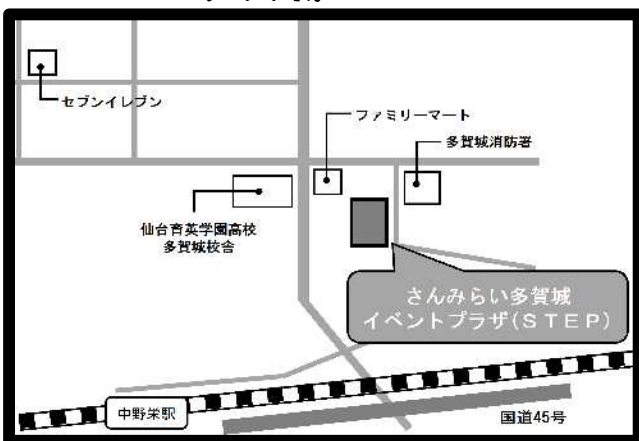 セブンイレブン
ファミリーマート
多賀城消防署
仙台育英学園高校
多賀城校舎
さんみらい多賀城
イベントプラザ(STEP)
中野栄駅
国道45号